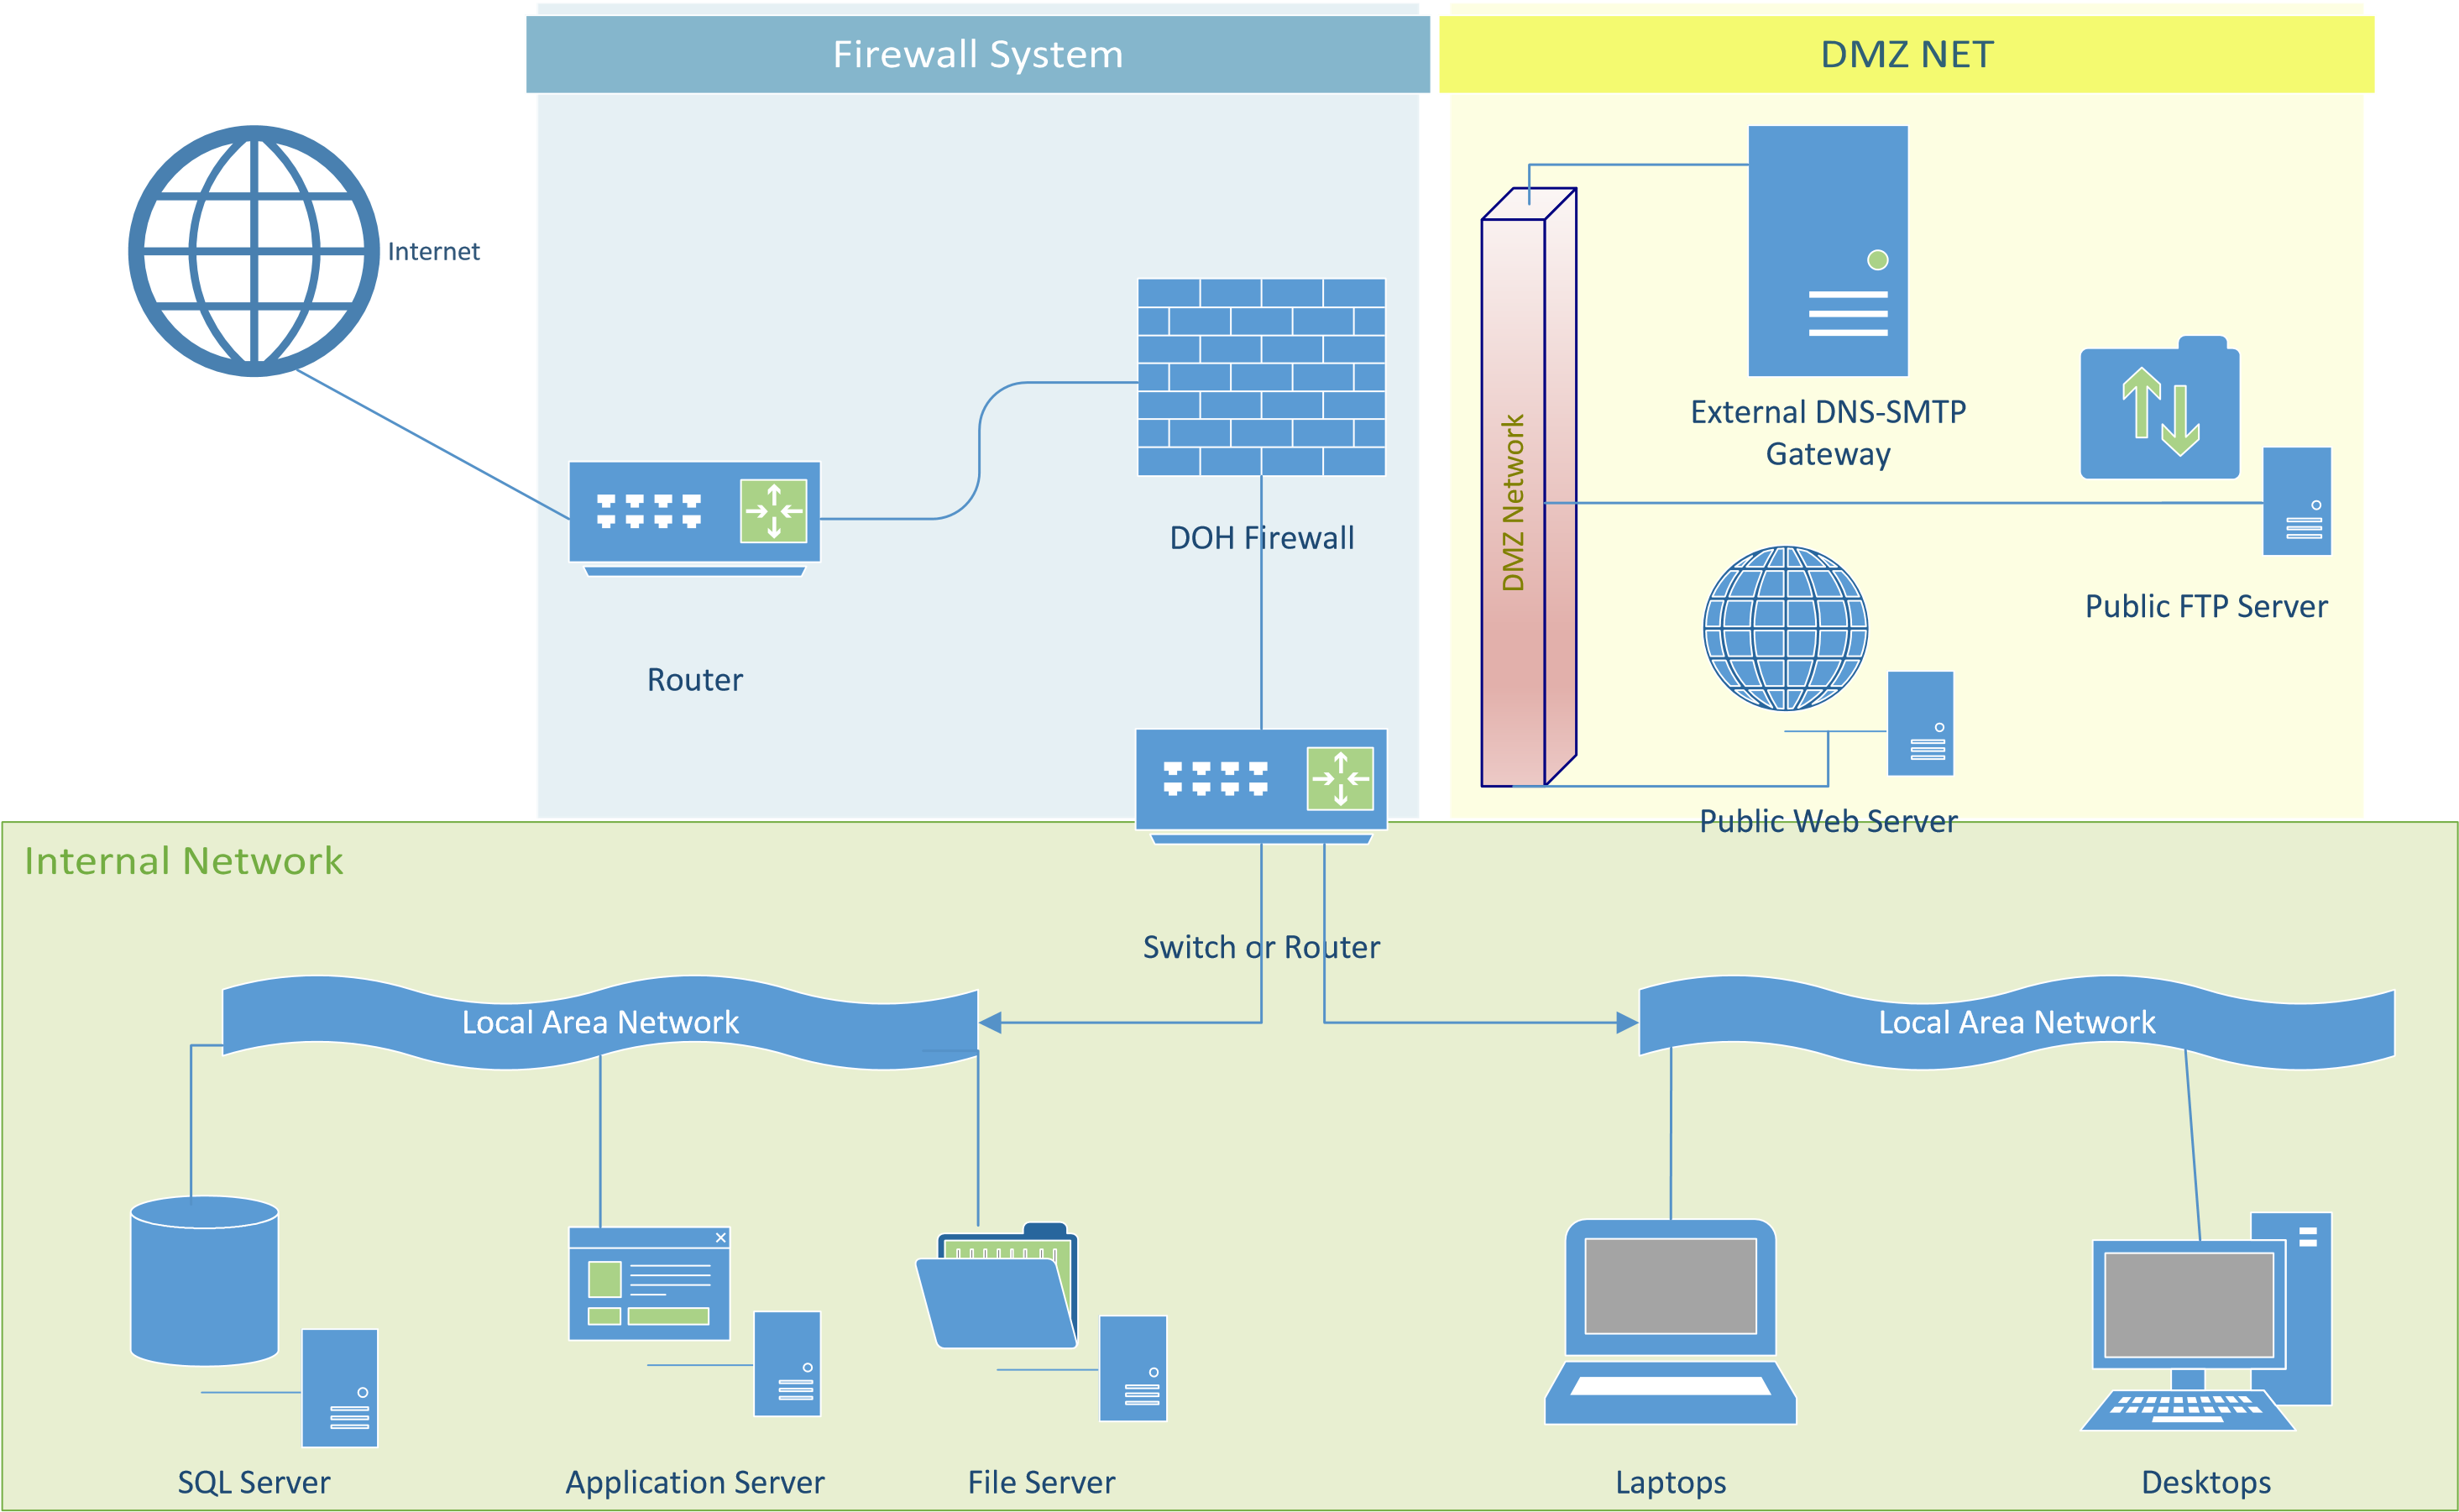 Firewall System
DMZ NET
Internet
External DNS-SMTP
Gateway
DMZ Network
DOH Firewall
Public FTP Server
Router
Public Web Server
Internal Network
Switch or Router
Local Area Network
Local Area Network
SQL Server
Application Server
File Server
Laptops
Desktops